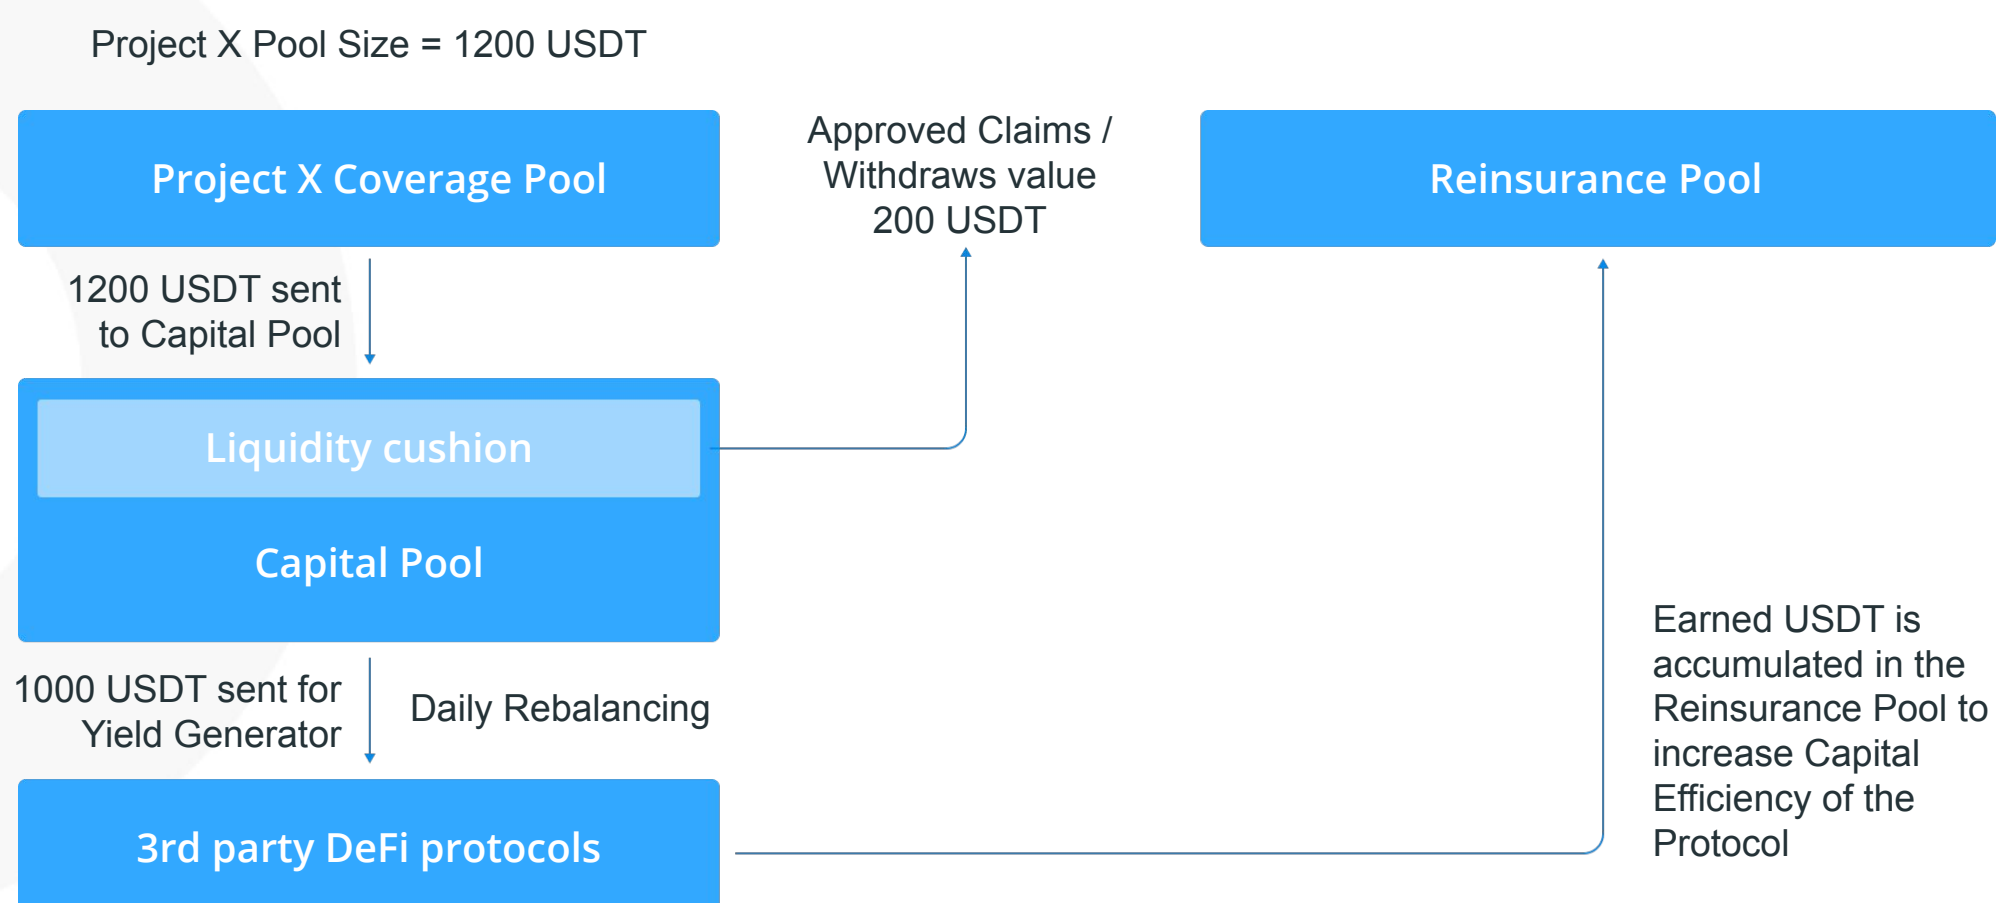 Project X Pool Size = 1200 USDT
Project X Coverage Pool
Approved Claims /
Withdraws value
200 USDT
Reinsurance Pool
1200 USDT sent
to Capital Pool
Liquidity cushion
Capital Pool
1000 USDT sent for
Yield Generator
Daily Rebalancing
3rd party DeFi protocols
Earned USDT is
accumulated in the
Reinsurance Pool to
increase Capital
Efficiency of the
Protocol